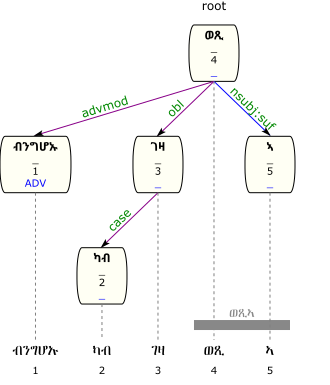 root
ወጺ
_
4
_
advmod
obl
nsubj:suf
ብንግሆኡ
_
1
ADV
ገዛ
_
3
_
ኣ
_
5
_
case
ካብ
_
2
_
ወጺኣ
ብንግሆኡ ካብ ገዛ ወጺ ኣ
1 2 3 4 5